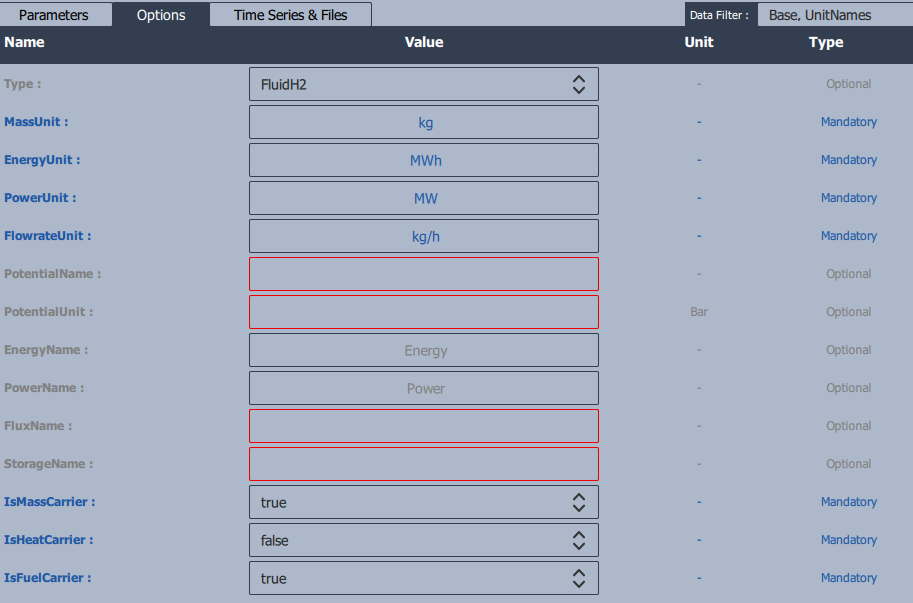 Parameters Options Time Series & Files Data Filter : Base, UnitNames
Name Value Unit Type
Type : FluidH2 - Optional
MassUnit : kg - Mandatory
EnergyUnit : MWh - Mandatory
PowerUnit : MW - Mandatory
FlowrateUnit : kg/h - Mandatory
PotentialName : - Optional
PotentialUnit : Bar Optional
EnergyName : Energy - Optional
PowerName : Power - Optional
FluxName : - Optional
StorageName : - Optional
IsMassCarrier : true - Mandatory
IsHeatCarrier : false - Mandatory
IsFuelCarrier : true - Mandatory